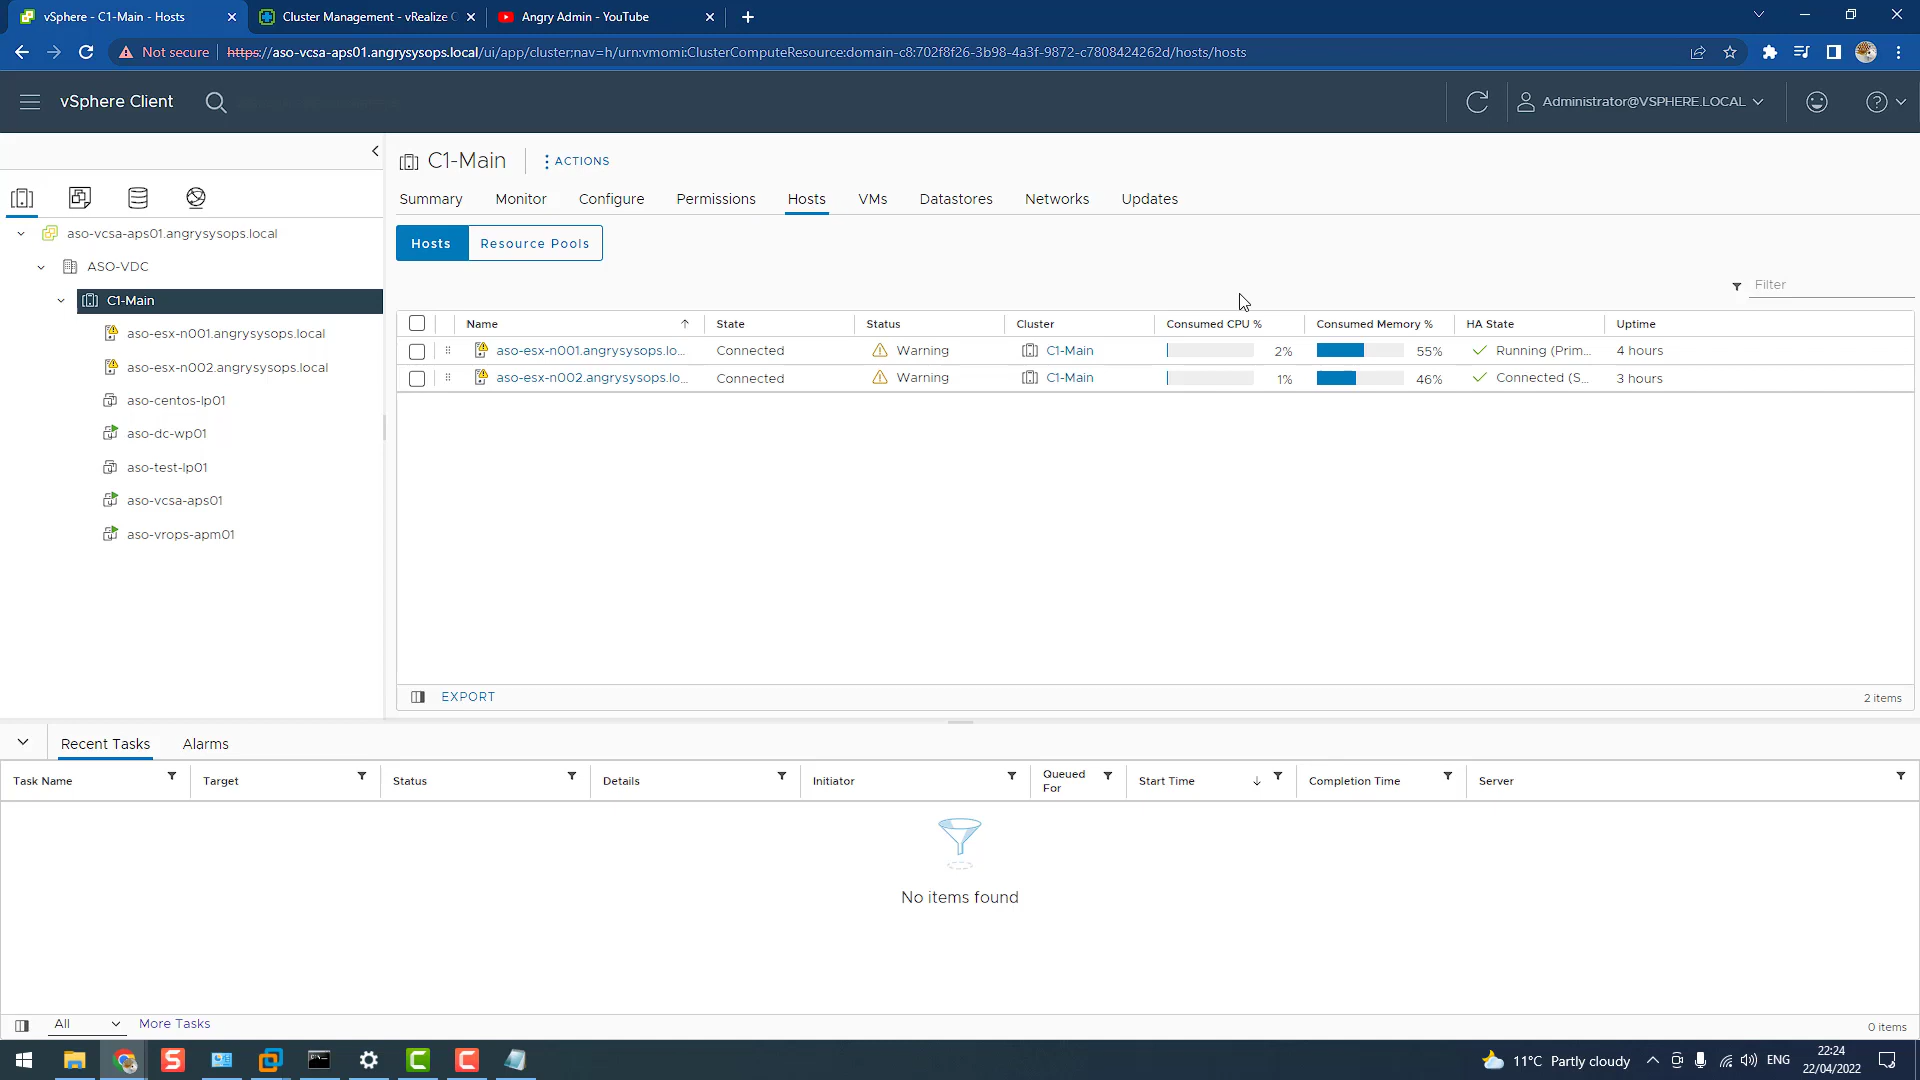 vSphere - C1-Main - Hosts
Cluster Management - vRealize
Angry Admin - YouTube
Not secure
https://aso-vcsa-aps01.angrysysops.local/ui/app/cluster;nav=h/urn:vmomi:ClusterComputeResource:domain-c8:702f8f26-3b98-4a3f-9872-c7808424262d/hosts/hosts
vSphere Client
Administrator@VSPHERE.LOCAL
C1-Main
ACTIONS
Summary Monitor Configure Permissions Hosts VMs Datastores Networks Updates
aso-vcsa-aps01.angrysysops.local
ASO-VDC
C1-Main
aso-esx-n001.angrysysops.local
aso-esx-n002.angrysysops.local
aso-centos-lp01
aso-dc-wp01
aso-test-lp01
aso-vcsa-aps01
aso-vrops-apm01
Hosts Resource Pools
Filter
Name State Status Cluster Consumed CPU % Consumed Memory % HA State Uptime
aso-esx-n001.angrysysops.lo... Connected Warning C1-Main 2% 55% Running (Prim... 4 hours
aso-esx-n002.angrysysops.lo... Connected Warning C1-Main 1% 46% Connected (S... 3 hours
EXPORT
2 items
Recent Tasks Alarms
Task Name Target Status Details Initiator Queued For Start Time Completion Time Server
No items found
All More Tasks
0 items
11°C Partly cloudy
ENG
22:24
22/04/2022